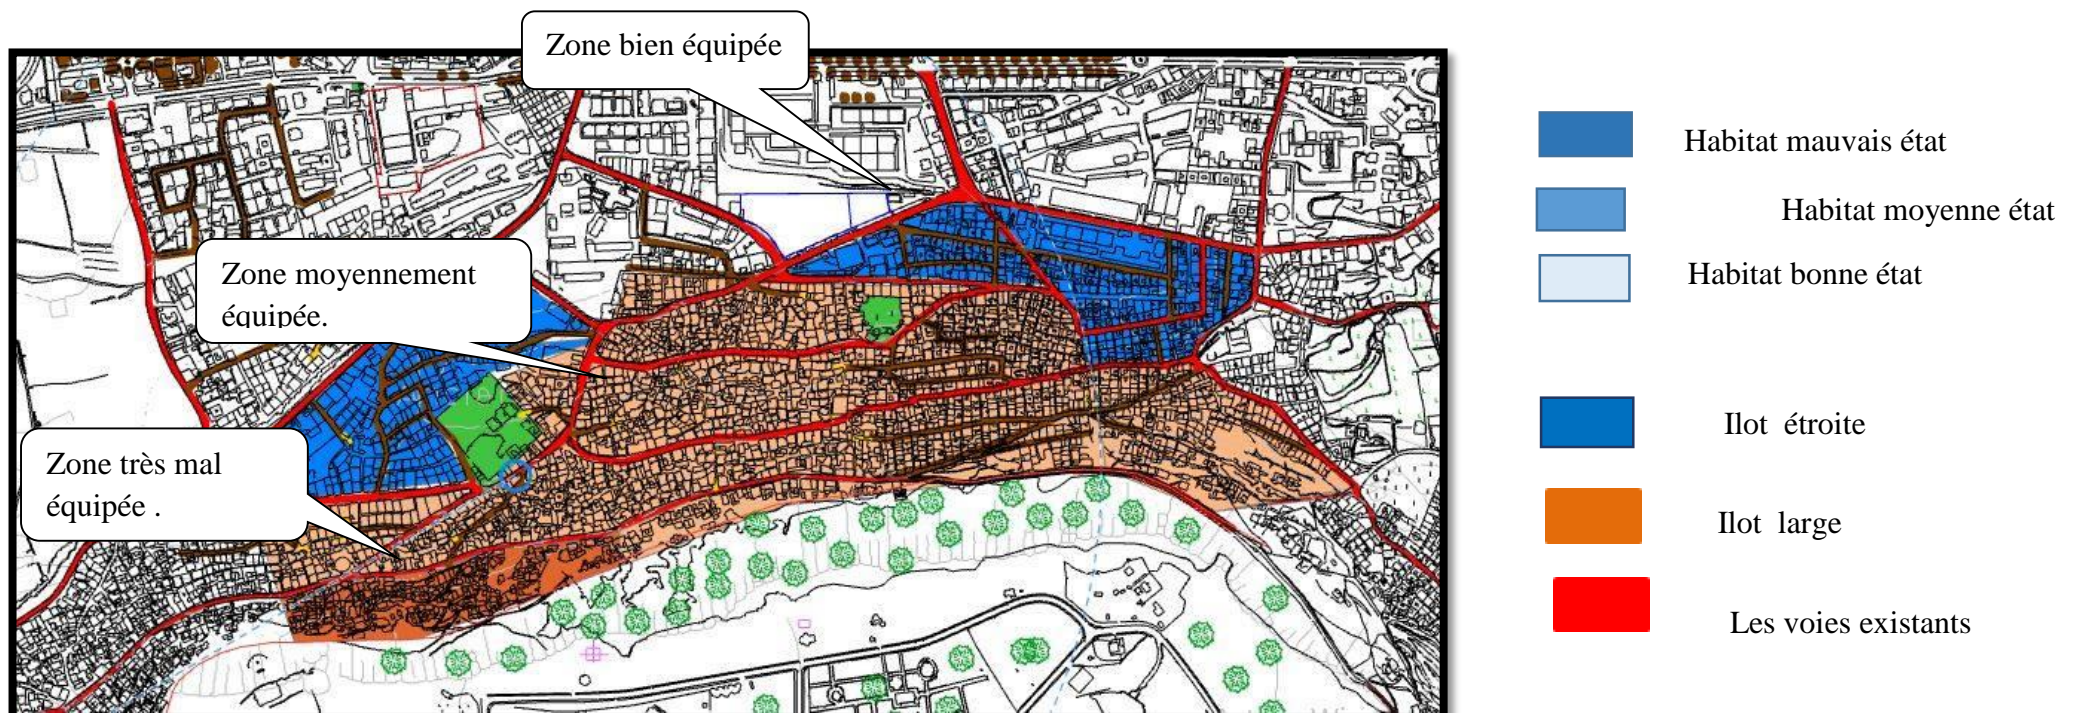 Zone bien équipée
Zone moyennement
équipée.
Zone très mal
équipée .
Habitat mauvais état
Habitat moyenne état
Habitat bonne état
Ilot étroite
Ilot large
Les voies existants